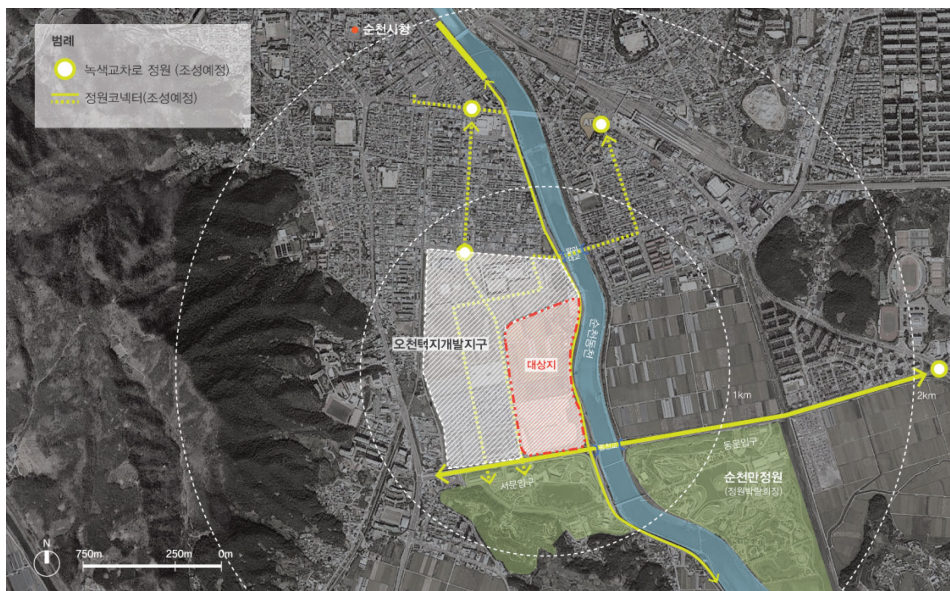 범례
녹색교차로 정원 (조성예정)
정원코넥터(조성예정)
순천시청
오천택지개발지구
대상지
순천동천
1km
2km
동문입구
서문입구
순천만정원
(정원박람회장)
N
750m
250m
0m